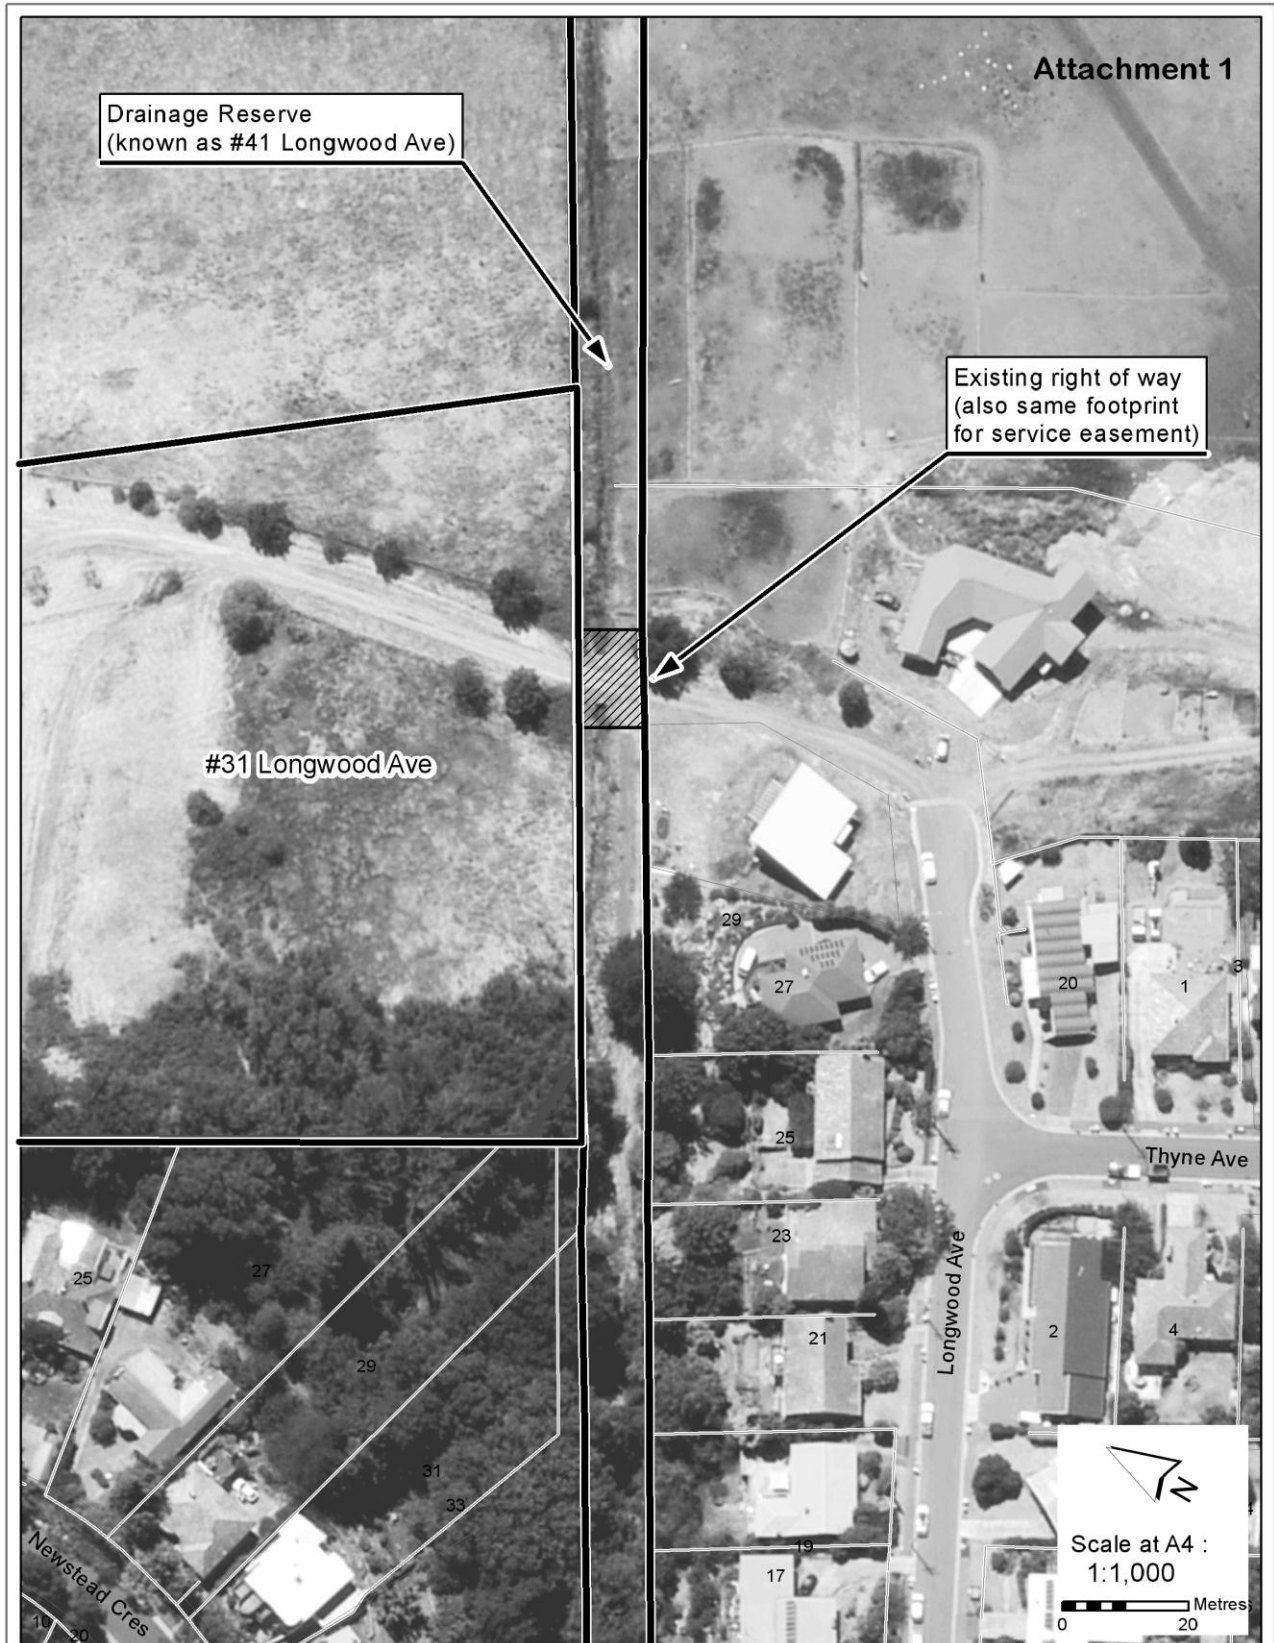 Attachment 1
Drainage Reserve
(known as #41 Longwood Ave)
Existing right of way
(also same footprint
for service easement)
#31 Longwood Ave
29
27
20
1
3
25
Thyne Ave
23
25
27
21
2
4
29
Longwood Ave
31
33
19
17
Newstead Cres
10
20
N
Scale at A4 :
1:1,000
Metres
0
20
4